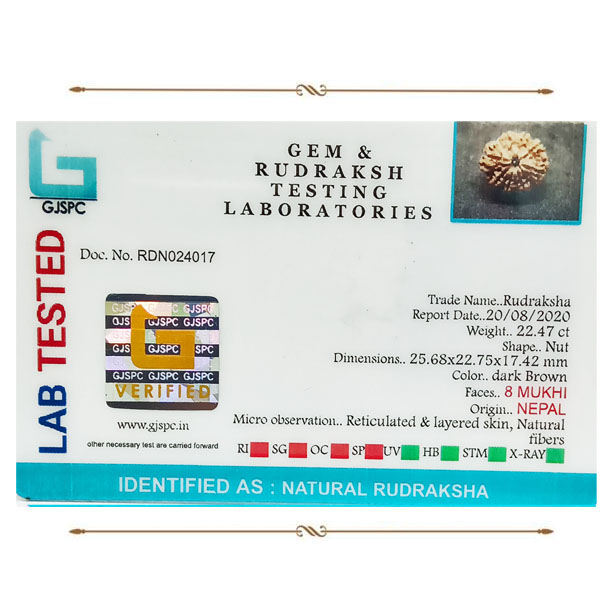 GJSPC
LAB TESTED
GEM &
RUDRAKSH
TESTING
LABORATORIES
Doc. No. RDN024017
GJSPC GJSPC
GJSPC GJSPC GJSPC
GJSPC
GJSPC GJSPC GJSPC
VERIFIED
www.gjspc.in
other necessary test are carried forward
Trade Name..Rudraksha
Report Date..20/08/2020
Weight.. 22.47 ct
Shape.. Nut
Dimensions.. 25.68x22.75x17.42 mm
Color.. dark Brown
Faces.. 8 MUKHI
Origin.. NEPAL
Micro observation.. Reticulated & layered skin, Natural
fibers
RI SG OC SP UV HB STM X-RAY
IDENTIFIED AS : NATURAL RUDRAKSHA